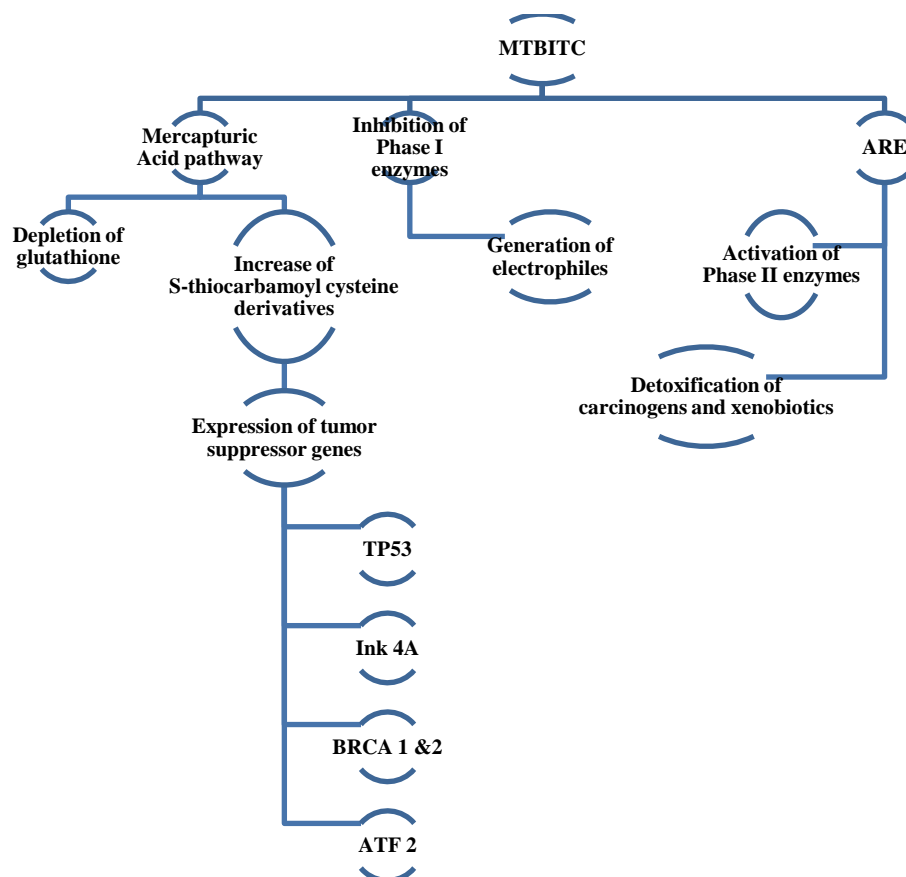 MTBITC
Mercapturic
Acid pathway
Inhibition of
Phase I
enzymes
ARE
Depletion of
glutathione
Increase of
S-thiocarbamoyl cysteine
derivatives
Generation of
electrophiles
Activation of
Phase II enzymes
Detoxification of
carcinogens and xenobiotics
Expression of tumor
suppressor genes
TP53
Ink 4A
BRCA 1 &2
ATF 2